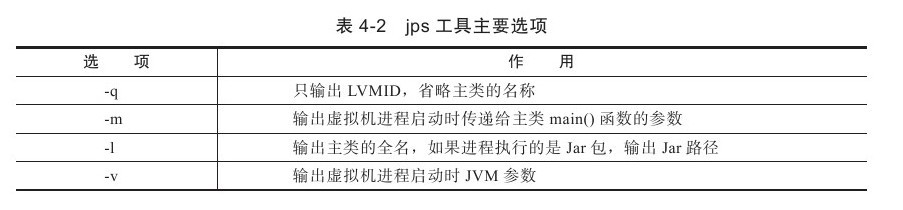 表 4-2 jps 工具主要选项
选 项 作 用
-q 只输出 LVMID，省略主类的名称
-m 输出虚拟机进程启动时传递给主类 main() 函数的参数
-l 输出主类的全名，如果进程执行的是 Jar 包，输出 Jar 路径
-v 输出虚拟机进程启动时 JVM 参数